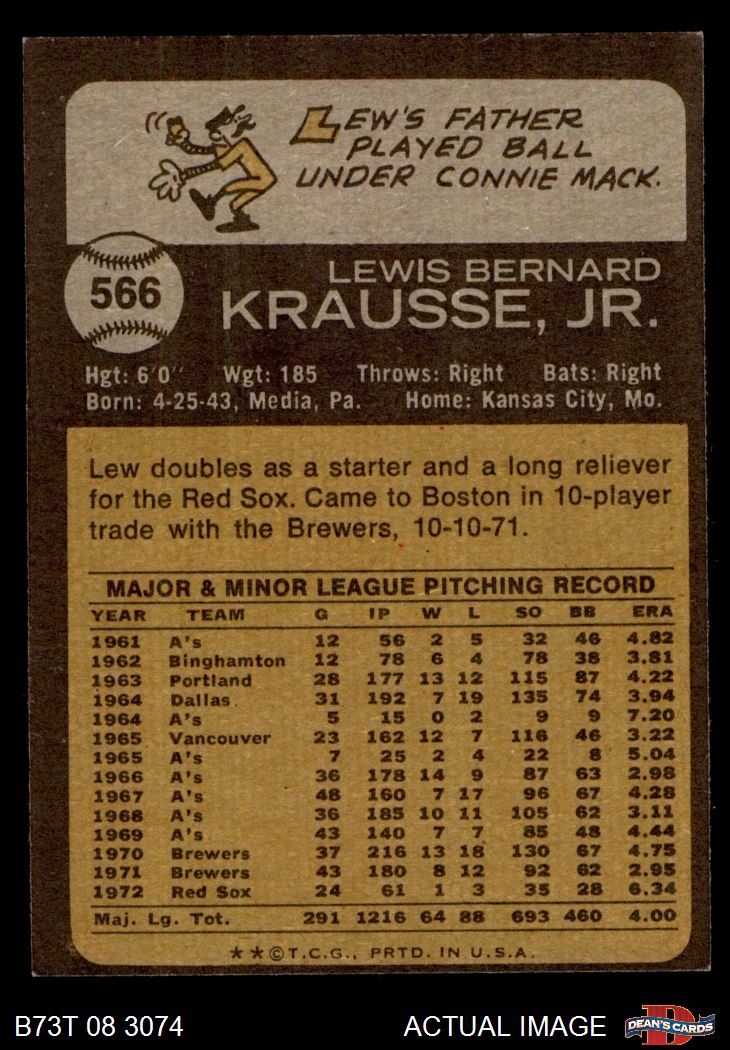 LEW'S FATHER
PLAYED BALL
UNDER CONNIE MACK.
566
LEWIS BERNARD
KRAUSSE, JR.
Hgt: 6'0" Wgt: 185 Throws: Right Bats: Right
Born: 4-25-43, Media, Pa. Home: Kansas City, Mo.
Lew doubles as a starter and a long reliever
for the Red Sox. Came to Boston in 10-player
trade with the Brewers, 10-10-71.
MAJOR & MINOR LEAGUE PITCHING RECORD
YEAR TEAM G IP W L SO BB ERA
1961 A's 12 56 2 5 32 46 4.82
1962 Binghamton 12 78 6 4 78 38 3.81
1963 Portland 28 177 13 12 115 87 4.22
1964 Dallas. 31 192 7 19 135 74 3.94
1964 A's 5 15 0 2 9 9 7.20
1965 Vancouver 23 162 12 7 116 46 3.22
1965 A's 7 25 2 4 22 8 5.04
1966 A's 36 178 14 9 87 63 2.98
1967 A's 48 160 7 17 96 67 4.28
1968 A's 36 185 10 11 105 62 3.11
1969 A's 43 140 7 7 85 48 4.44
1970 Brewers 37 216 13 18 130 67 4.75
1971 Brewers 43 180 8 12 92 62 2.95
1972 Red Sox 24 61 1 3 35 28 6.34
Maj. Lg. Tot. 291 1216 64 88 693 460 4.00
**©T.C.G., PRTD. IN U.S.A.
B73T 08 3074 ACTUAL IMAGE D DEAN'S CARDS